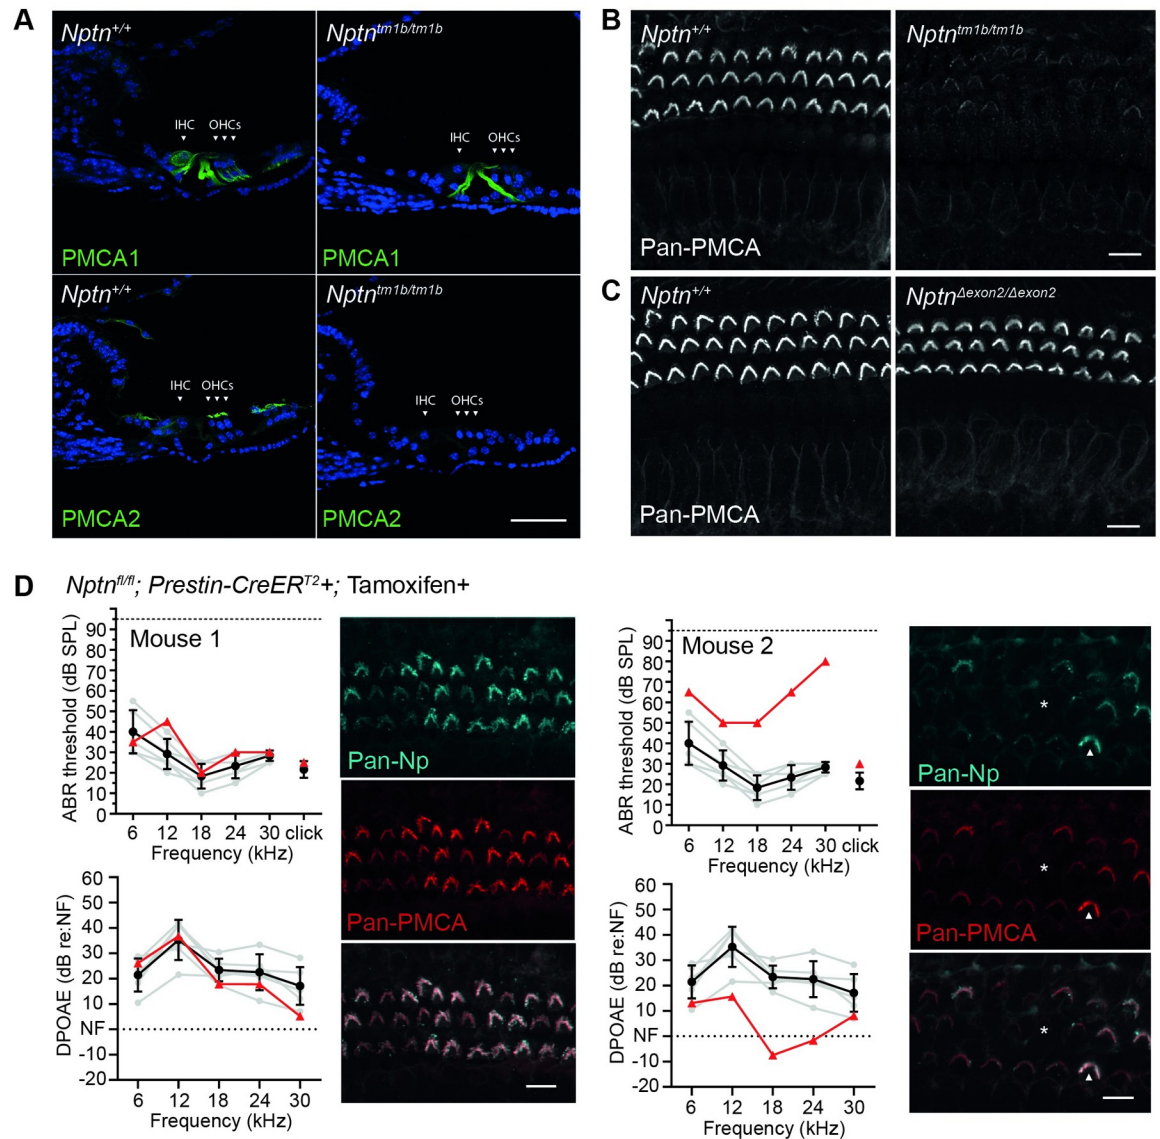 A
Nptn+/+
Nptntm1b/tm1b
IHC
OHCs
IHC
OHCs
PMCA1
PMCA1
Nptn+/+
Nptntm1b/tm1b
IHC
OHCs
IHC
OHCs
PMCA2
PMCA2
B
Nptn+/+
Nptntm1b/tm1b
Pan-PMCA
C
Nptn+/+
NptnΔexon2/Δexon2
Pan-PMCA
D
Nptnfl/fl; Prestin-CreERT2+; Tamoxifen+
Mouse 1
ABR threshold (dB SPL)
90
80
70
60
50
40
30
20
10
0
6 12 18 24 30 click
Frequency (kHz)
DPOAE (dB re:NF)
60
50
40
30
20
10
NF
-10
-20
6 12 18 24 30
Frequency (kHz)
Pan-Np
Pan-PMCA
Mouse 2
ABR threshold (dB SPL)
90
80
70
60
50
40
30
20
10
0
6 12 18 24 30 click
Frequency (kHz)
DPOAE (dB re:NF)
60
50
40
30
20
10
NF
-10
-20
6 12 18 24 30
Frequency (kHz)
*
Pan-Np
*
Pan-PMCA
*